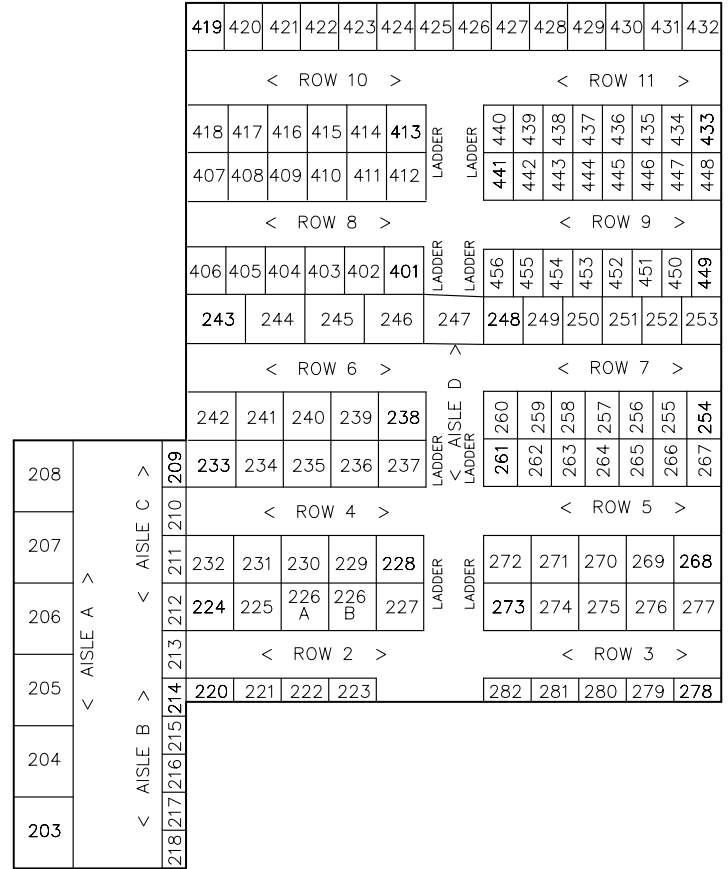 419 420 421 422 423 424 425 426 427 428 429 430 431 432
< ROW 10 > < ROW 11 >
418 417 416 415 414 413 LADDER LADDER 440 439 438 437 436 435 434 433
407 408 409 410 411 412 441 442 443 444 445 446 447 448
< ROW 8 > < ROW 9 >
406 405 404 403 402 401 LADDER LADDER 456 455 454 453 452 451 450 449
243 244 245 246 247 248 249 250 251 252 253
< ROW 6 > < AISLE D > < ROW 7 >
242 241 240 239 238 260 259 258 257 256 255 254
233 234 235 236 237 LADDER LADDER 261 262 263 264 265 266 267
208 < AISLE A > < AISLE C > 209
210 < ROW 4 > < ROW 5 >
207 211 232 231 230 229 228 LADDER LADDER 272 271 270 269 268
206 212 224 225 226 A 226 B 227 273 274 275 276 277
213 < ROW 2 > < ROW 3 >
205 < AISLE B > 214 220 221 222 223 282 281 280 279 278
215
204 216
203 217
218